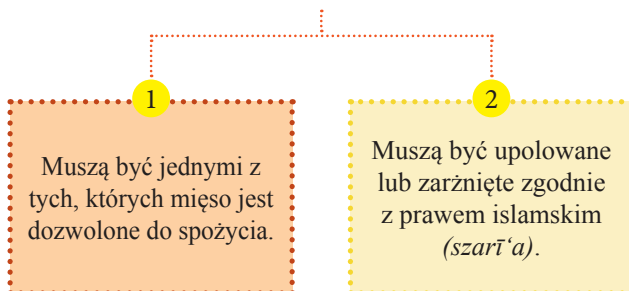 1
Muszą być jednymi z
tych, których mięso jest
dozwolone do spożycia.
2
Muszą być upolowane
lub zarżnięte zgodnie
z prawem islamskim
(szarī‘a).